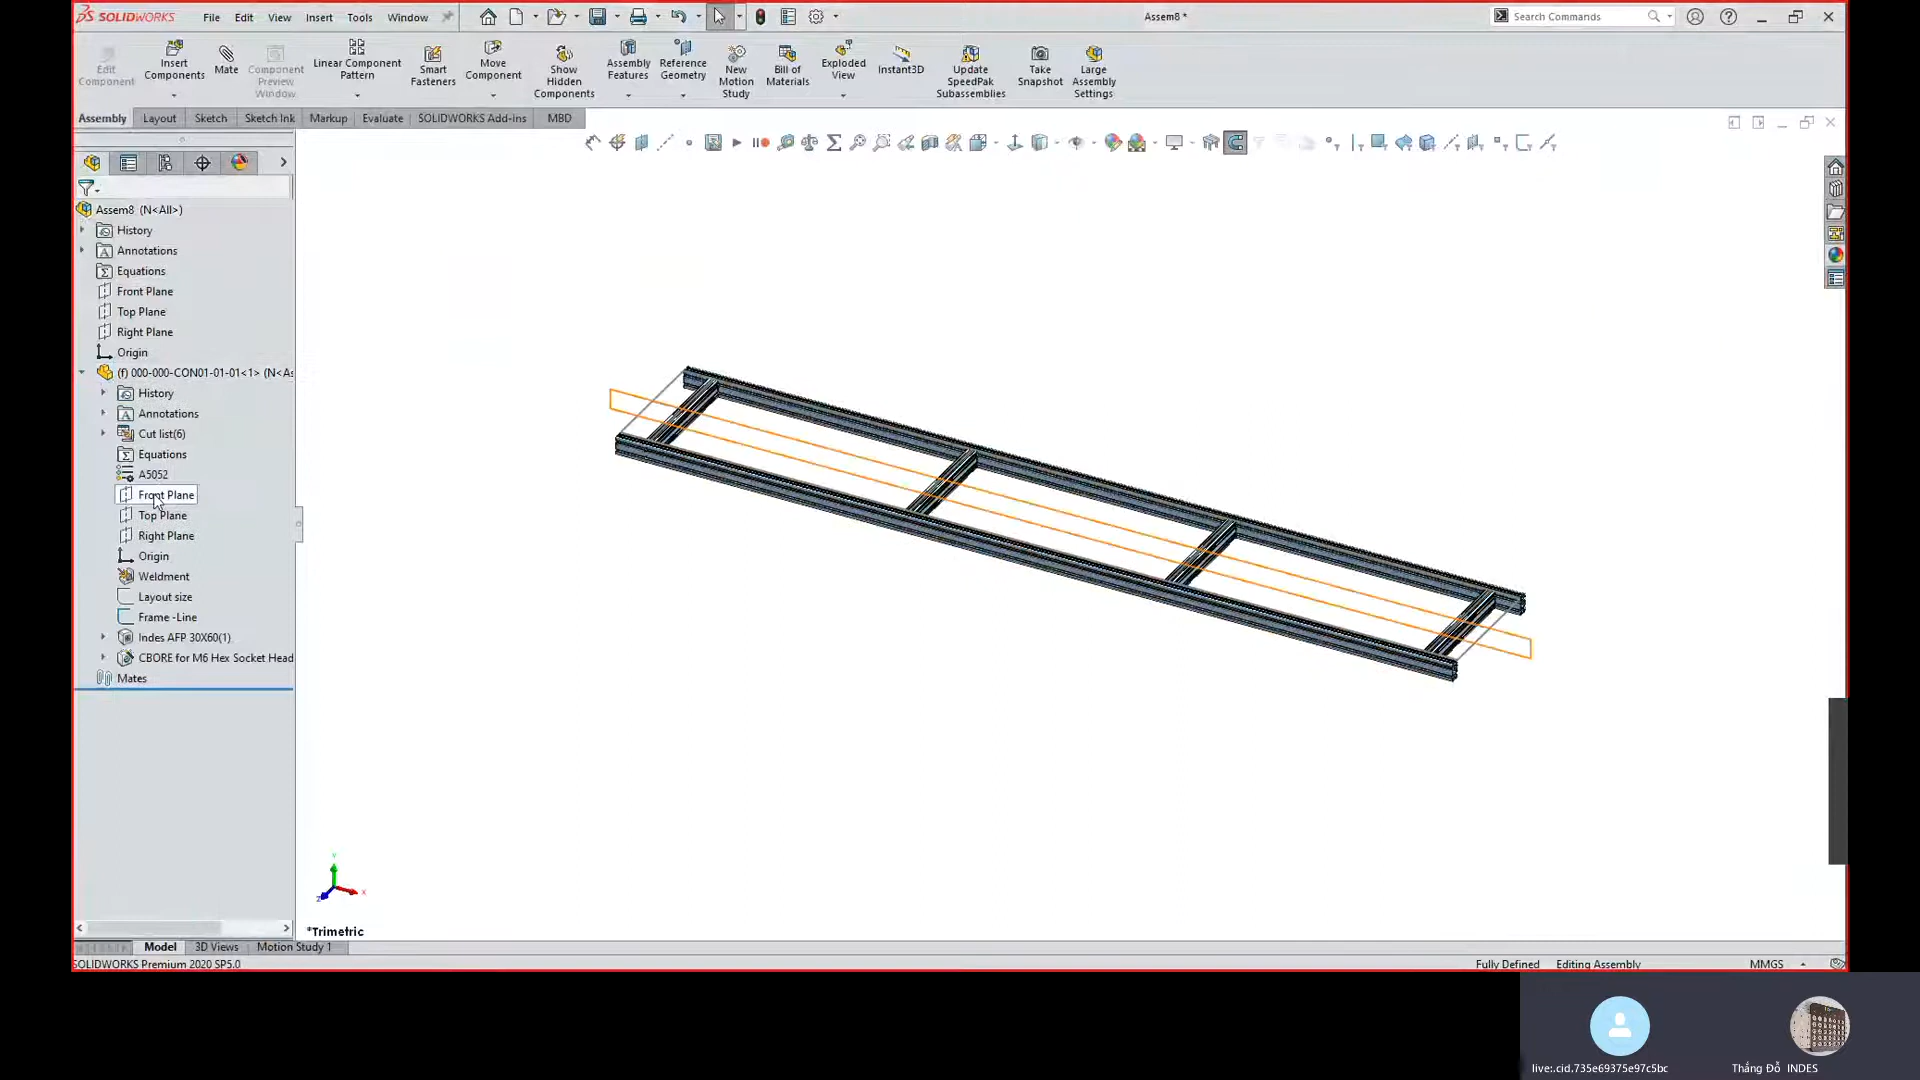 SOLIDWORKS File Edit View Insert Tools Window Assem8 * Search Commands
Edit Component
Insert Components
Mate
Component Preview Window
Linear Component Pattern
Smart Fasteners
Move Component
Show Hidden Components
Assembly Features
Reference Geometry
New Motion Study
Bill of Materials
Exploded View
Instant3D
Update SpeedPak Subassemblies
Take Snapshot
Large Assembly Settings
Assembly Layout Sketch Sketch Ink Markup Evaluate SOLIDWORKS Add-Ins MBD
Assem8 (N<All>)
History
Annotations
Equations
Front Plane
Top Plane
Right Plane
Origin
(f) 000-000-CON01-01-01<1> (N<As
History
Annotations
Cut list(6)
Equations
A5052
Front Plane
Top Plane
Right Plane
Origin
Weldment
Layout size
Frame -Line
Indes AFP 30X60(1)
CBORE for M6 Hex Socket Head
Mates
Y
X
Z
*Trimetric
Model 3D Views Motion Study 1
SOLIDWORKS Premium 2020 SP5.0 Fully Defined Editing Assembly MMGS
live:.cid.735e69375e97c5bc Thắng Đỗ INDES